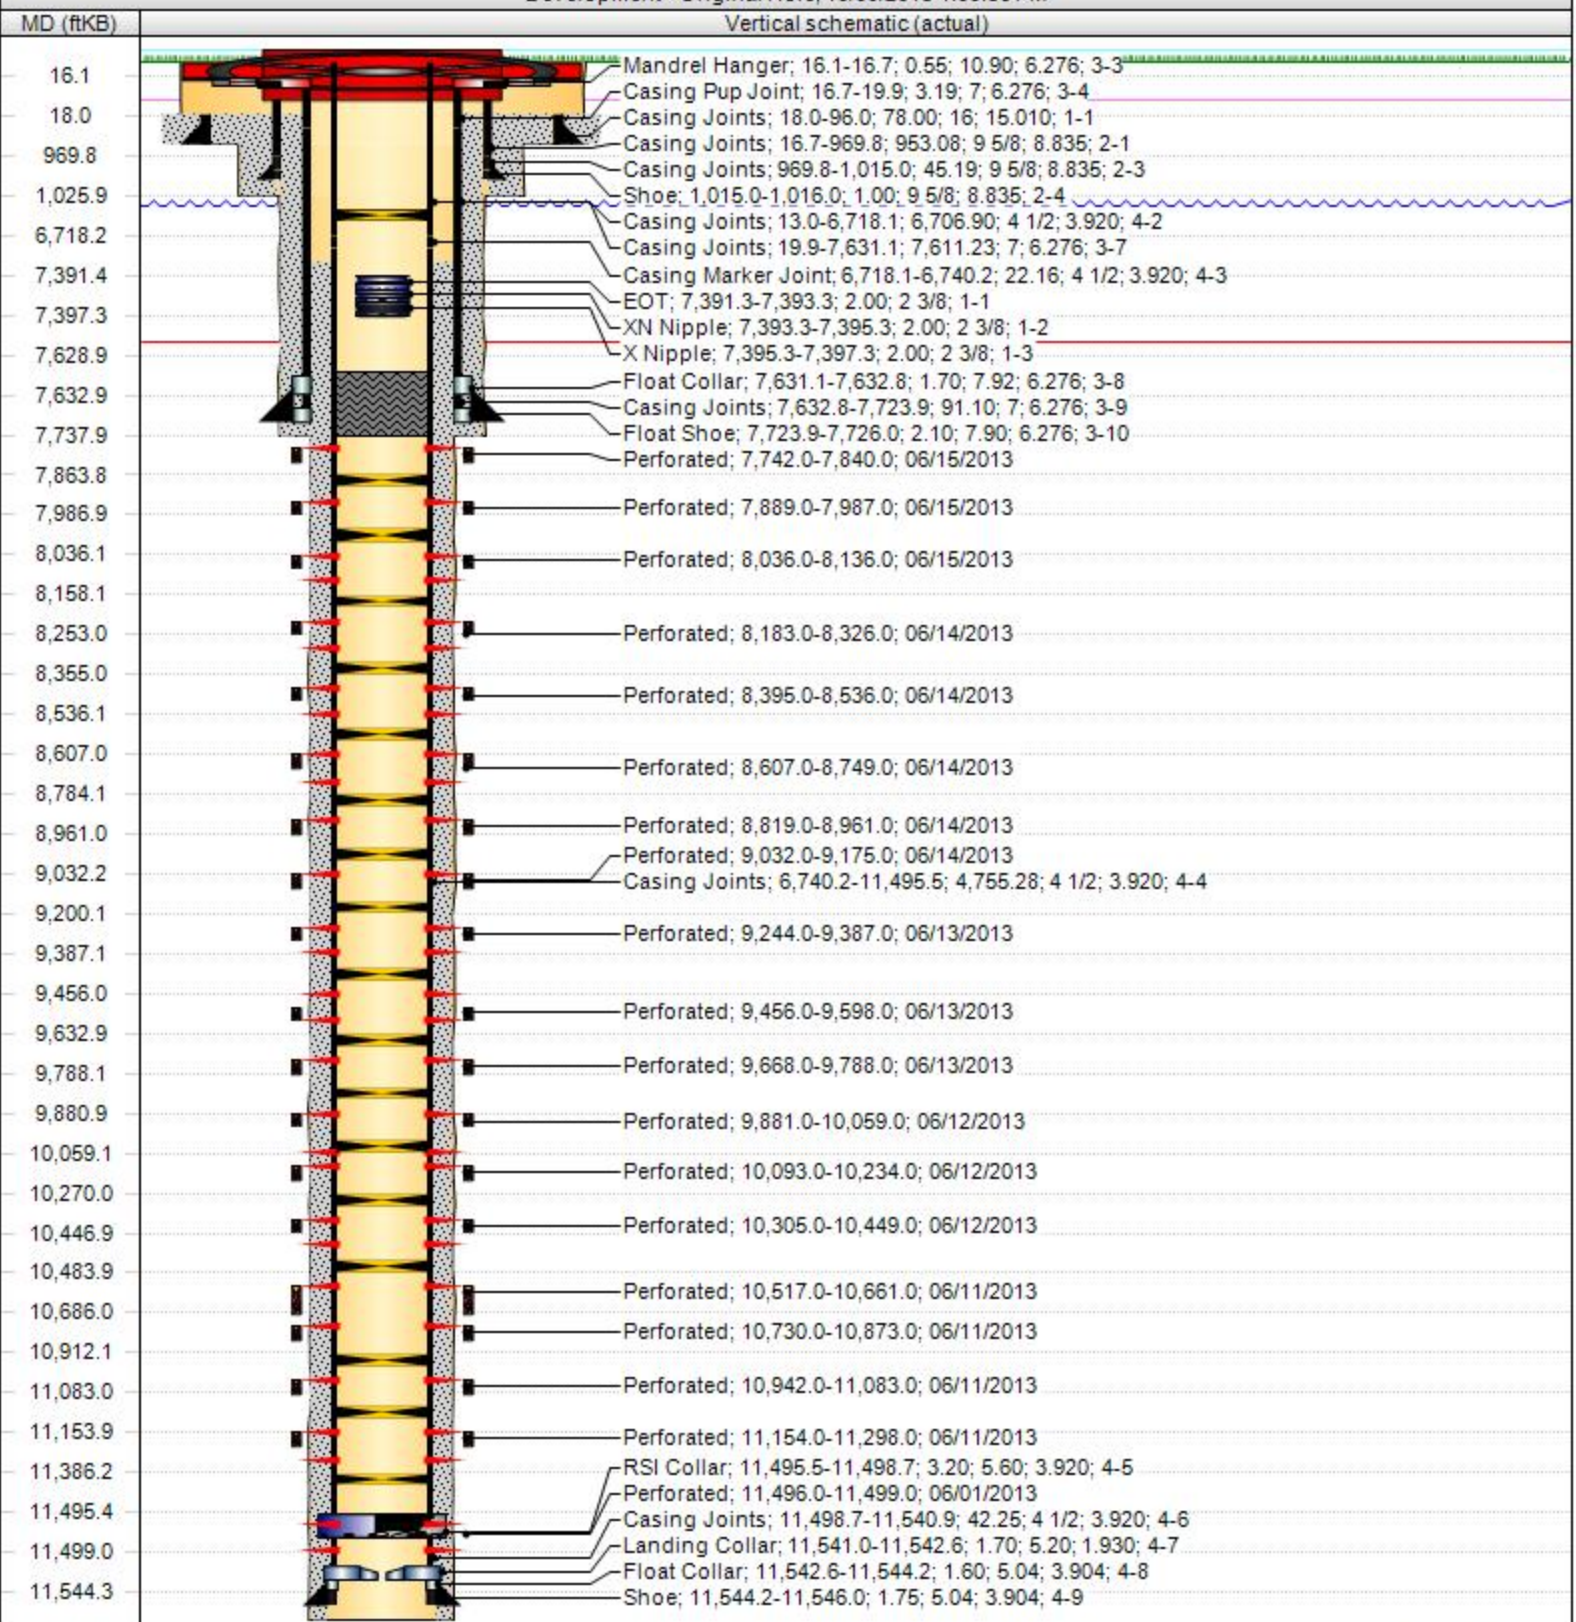 MD (ftKB)
Vertical schematic (actual)
16.1
18.0
969.8
1,025.9
6,718.2
7,391.4
7,397.3
7,628.9
7,632.9
7,737.9
7,863.8
7,986.9
8,036.1
8,158.1
8,253.0
8,355.0
8,536.1
8,607.0
8,784.1
8,961.0
9,032.2
9,200.1
9,387.1
9,456.0
9,632.9
9,788.1
9,880.9
10,059.1
10,270.0
10,446.9
10,483.9
10,686.0
10,912.1
11,083.0
11,153.9
11,386.2
11,495.4
11,499.0
11,544.3
Mandrel Hanger; 16.1-16.7; 0.55; 10.90; 6.276; 3-3
Casing Pup Joint; 16.7-19.9; 3.19; 7; 6.276; 3-4
Casing Joints; 18.0-96.0; 78.00; 16; 15.010; 1-1
Casing Joints; 16.7-969.8; 953.08; 9 5/8; 8.835; 2-1
Casing Joints; 969.8-1,015.0; 45.19; 9 5/8; 8.835; 2-3
Shoe; 1,015.0-1,016.0; 1.00; 9 5/8; 8.835; 2-4
Casing Joints; 13.0-6,718.1; 6,706.90; 4 1/2; 3.920; 4-2
Casing Joints; 19.9-7,631.1; 7,611.23; 7; 6.276; 3-7
Casing Marker Joint; 6,718.1-6,740.2; 22.16; 4 1/2; 3.920; 4-3
EOT; 7,391.3-7,393.3; 2.00; 2 3/8; 1-1
XN Nipple; 7,393.3-7,395.3; 2.00; 2 3/8; 1-2
X Nipple; 7,395.3-7,397.3; 2.00; 2 3/8; 1-3
Float Collar; 7,631.1-7,632.8; 1.70; 7.92; 6.276; 3-8
Casing Joints; 7,632.8-7,723.9; 91.10; 7; 6.276; 3-9
Float Shoe; 7,723.9-7,726.0; 2.10; 7.90; 6.276; 3-10
Perforated; 7,742.0-7,840.0; 06/15/2013
Perforated; 7,889.0-7,987.0; 06/15/2013
Perforated; 8,036.0-8,136.0; 06/15/2013
Perforated; 8,183.0-8,326.0; 06/14/2013
Perforated; 8,395.0-8,536.0; 06/14/2013
Perforated; 8,607.0-8,749.0; 06/14/2013
Perforated; 8,819.0-8,961.0; 06/14/2013
Perforated; 9,032.0-9,175.0; 06/14/2013
Casing Joints; 6,740.2-11,495.5; 4,755.28; 4 1/2; 3.920; 4-4
Perforated; 9,244.0-9,387.0; 06/13/2013
Perforated; 9,456.0-9,598.0; 06/13/2013
Perforated; 9,668.0-9,788.0; 06/13/2013
Perforated; 9,881.0-10,059.0; 06/12/2013
Perforated; 10,093.0-10,234.0; 06/12/2013
Perforated; 10,305.0-10,449.0; 06/12/2013
Perforated; 10,517.0-10,661.0; 06/11/2013
Perforated; 10,730.0-10,873.0; 06/11/2013
Perforated; 10,942.0-11,083.0; 06/11/2013
Perforated; 11,154.0-11,298.0; 06/11/2013
RSI Collar; 11,495.5-11,498.7; 3.20; 5.60; 3.920; 4-5
Perforated; 11,496.0-11,499.0; 06/01/2013
Casing Joints; 11,498.7-11,540.9; 42.25; 4 1/2; 3.920; 4-6
Landing Collar; 11,541.0-11,542.6; 1.70; 5.20; 1.930; 4-7
Float Collar; 11,542.6-11,544.2; 1.60; 5.04; 3.904; 4-8
Shoe; 11,544.2-11,546.0; 1.75; 5.04; 3.904; 4-9